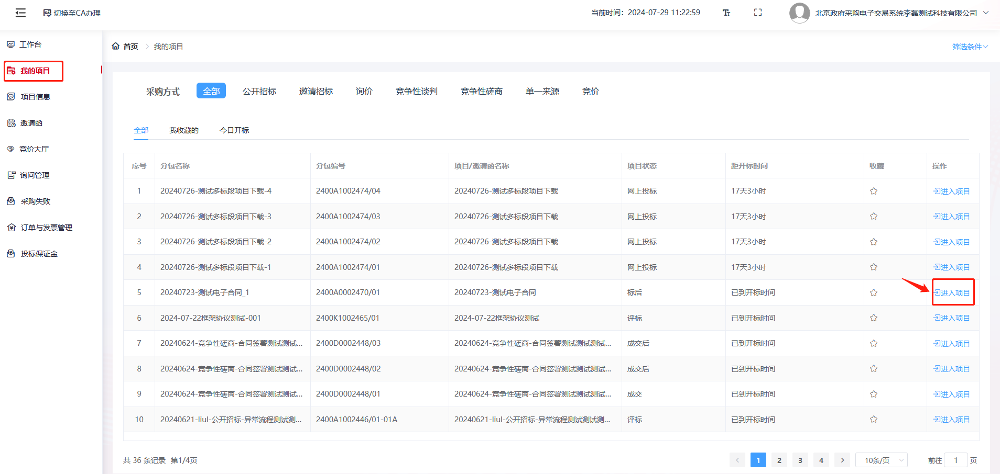 切换至CA办理
当前时间：2024-07-29 11:22:59
北京政府采购电子交易系统李磊测试科技有限公司
工作台
我的项目
项目信息
邀请函
竞价大厅
询问管理
采购失败
订单与发票管理
投标保证金
首页 我的项目
筛选条件
采购方式 全部 公开招标 邀请招标 询价 竞争性谈判 竞争性磋商 单一来源 竞价
全部 我收藏的 今日开标
序号 分包名称 分包编号 项目/邀请函名称 项目状态 距开标时间 收藏 操作
1 20240726-测试多标段项目下载-4 2400A1002474/04 20240726-测试多标段项目下载 网上投标 17天3小时 进入项目
2 20240726-测试多标段项目下载-3 2400A1002474/03 20240726-测试多标段项目下载 网上投标 17天3小时 进入项目
3 20240726-测试多标段项目下载-2 2400A1002474/02 20240726-测试多标段项目下载 网上投标 17天3小时 进入项目
4 20240726-测试多标段项目下载-1 2400A1002474/01 20240726-测试多标段项目下载 网上投标 17天3小时 进入项目
5 20240723-测试电子合同_1 2400A0002470/01 20240723-测试电子合同 标后 已到开标时间 进入项目
6 2024-07-22框架协议测试-001 2400K1002465/01 2024-07-22框架协议测试 评标 已到开标时间 进入项目
7 20240624-竞争性磋商-合同签署测试测试... 2400D0002448/03 20240624-竞争性磋商-合同签署测试测试测试... 成交后 已到开标时间 进入项目
8 20240624-竞争性磋商-合同签署测试测试... 2400D0002448/02 20240624-竞争性磋商-合同签署测试测试测试... 成交后 已到开标时间 进入项目
9 20240624-竞争性磋商-合同签署测试测试... 2400D0002448/01 20240624-竞争性磋商-合同签署测试测试测试... 成交 已到开标时间 进入项目
10 20240621-liul-公开招标-异常流程测试测... 2400A1002446/01-01A 20240621-liul-公开招标-异常流程测试测试测... 评标 已到开标时间 进入项目
共 36 条记录 第1/4页
1 2 3 4 10条/页 前往 1 页